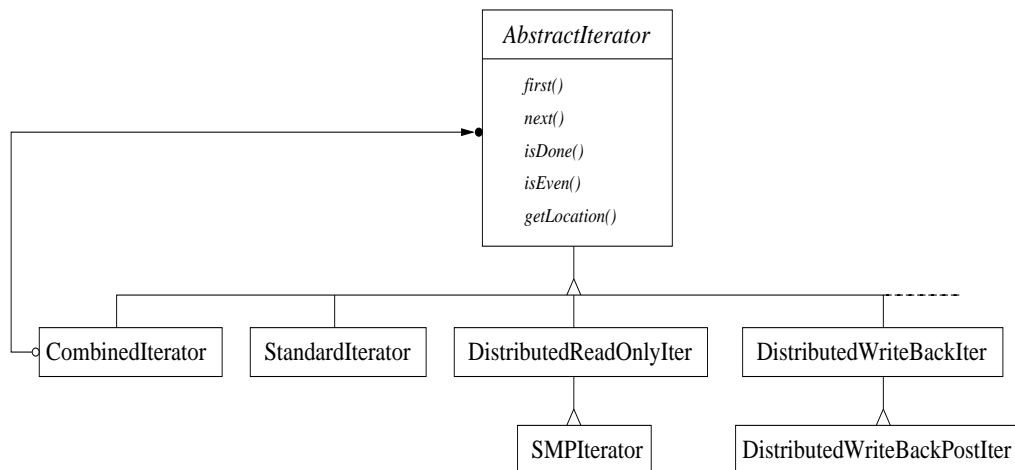 AbstractIterator
first()
next()
isDone()
isEven()
getLocation()
CombinedIterator
StandardIterator
DistributedReadOnlyIter
DistributedWriteBackIter
SMPIterator
DistributedWriteBackPostIter